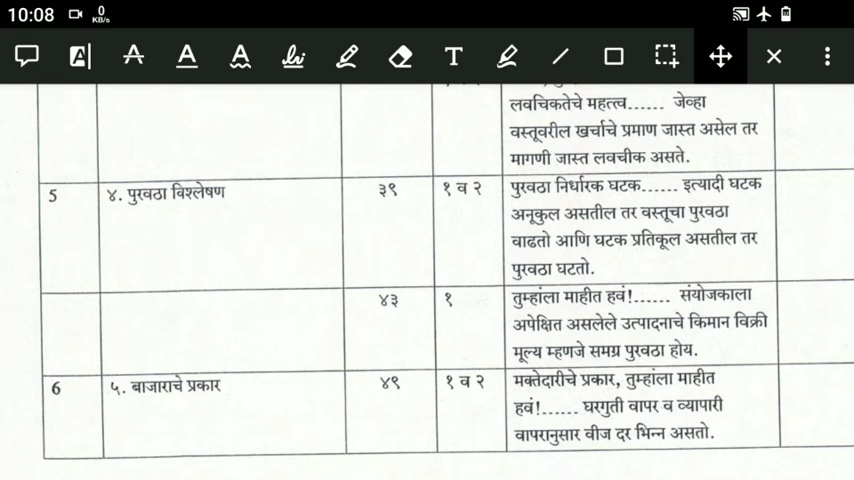 10:08 0 KB/s
लवचिकतेचे महत्त्व...... जेव्हा
वस्तूवरील खर्चाचे प्रमाण जास्त असेल तर
मागणी जास्त लवचीक असते.
5 ४. पुरवठा विश्लेषण ३९ १ व २ पुरवठा निर्धारक घटक...... इत्यादी घटक
अनुकूल असतील तर वस्तूचा पुरवठा
वाढतो आणि घटक प्रतिकूल असतील तर
पुरवठा घटतो.
४३ १ तुम्हांला माहीत हवं!...... संयोजकाला
अपेक्षित असलेले उत्पादनाचे किमान विक्री
मूल्य म्हणजे समग्र पुरवठा होय.
6 ५. बाजाराचे प्रकार ४९ १ व २ मक्तेदारीचे प्रकार, तुम्हांला माहीत
हवं!...... घरगुती वापर व व्यापारी
वापरानुसार वीज दर भिन्न असतो.